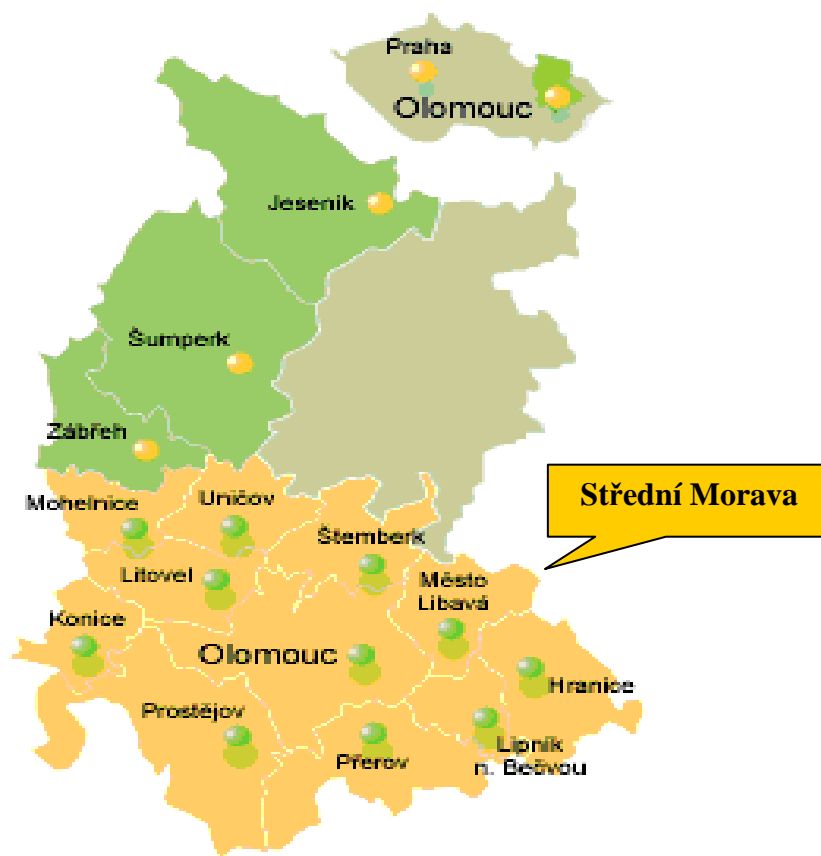 Praha
Olomouc
Jeseník
Šumperk
Zábřeh
Mohelnice
Uničov
Střední Morava
Štemberk
Litovel
Město
Libavá
Konice
Olomouc
Hranice
Prostějov
Přerov
Lipník
n. Bečvou